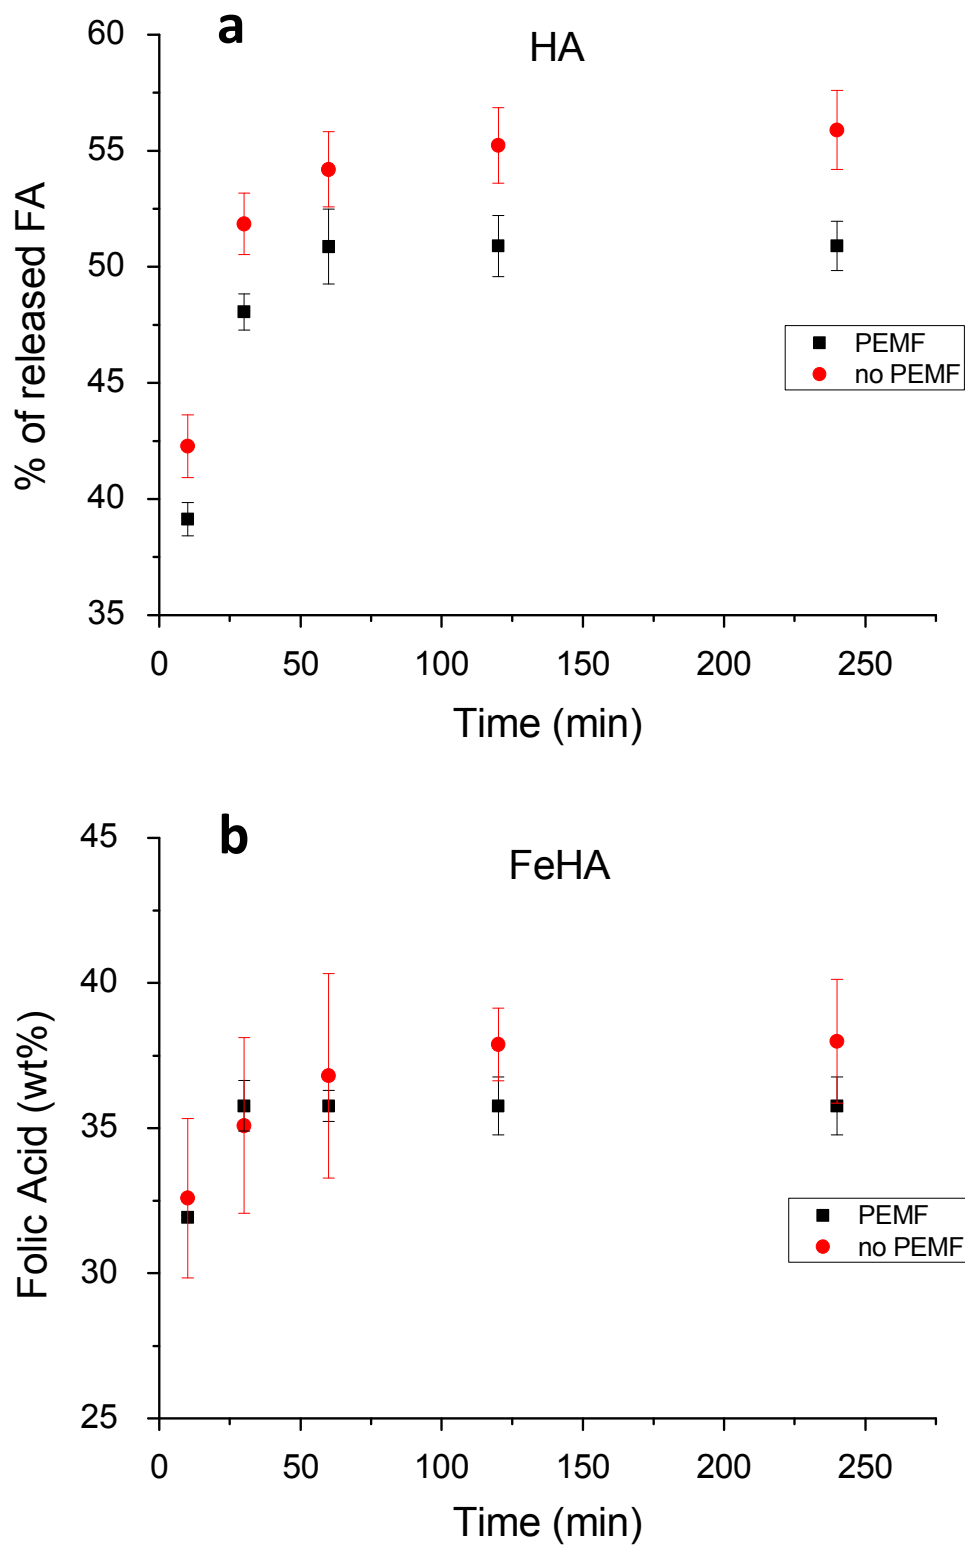 a
HA
60
55
50
45
40
35
% of released FA
PEMF
no PEMF
0 50 100 150 200 250
Time (min)
b
FeHA
45
40
35
30
25
Folic Acid (wt%)
PEMF
no PEMF
0 50 100 150 200 250
Time (min)